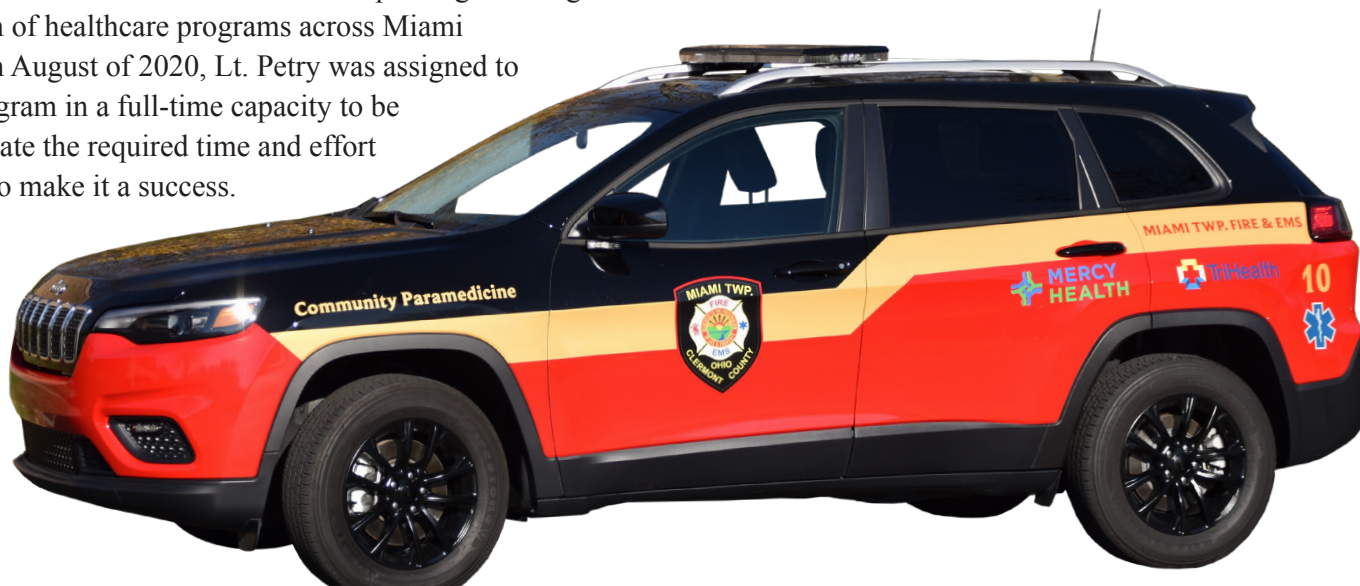 n of healthcare programs across Miami
n August of 2020, Lt. Petry was assigned to
gram in a full-time capacity to be
ate the required time and effort
o make it a success.
Community Paramedicine
MIAMI TWP.
FIRE
EMS
OHIO
CLERMONT COUNTY
MERCY
HEALTH
TriHealth
MIAMI TWP. FIRE & EMS
10